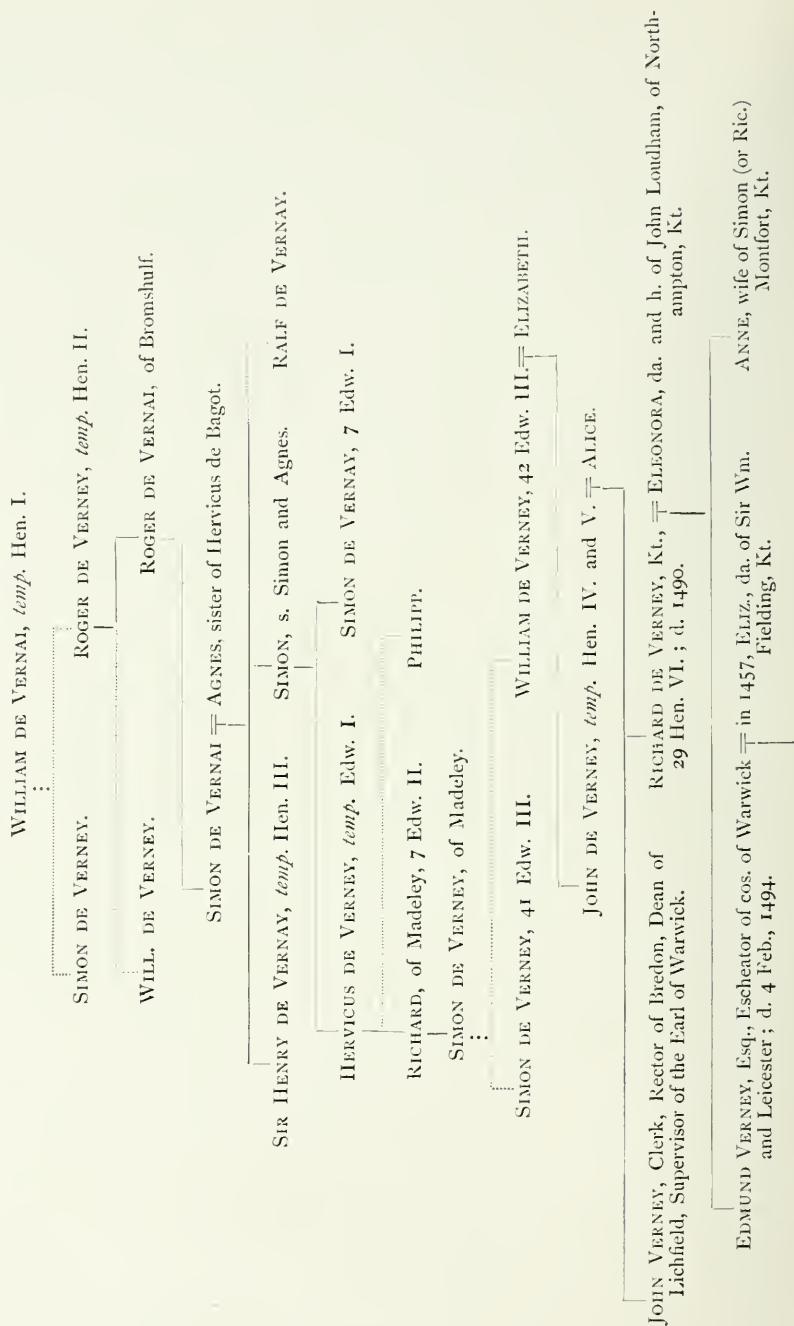 WILLIAM DE VERNAI, temp. Hen. I.
SIMON DE VERNEY. ROGER DE VERNEY, temp. Hen. II.
WILL. DE VERNEY. ROGER DE VERNAI, of Bromshulf.
SIMON DE VERNAI = AGNES, sister of Hervicus de Bagot.
SIR HENRY DE VERNAY, temp. Hen. III. SIMON, s. Simon and Agnes. RALF DE VERNAY.
HERVICUS DE VERNEY, temp. Edw. I. SIMON DE VERNAY, 7 Edw. I.
RICHARD, of Madeley, 7 Edw. II. PHILIPP.
SIMON DE VERNEY, of Madeley.
SIMON DE VERNEY, 41 Edw. III. WILLIAM DE VERNEY, 42 Edw. III. = ELIZABETH.
JOHN DE VERNEY, temp. Hen. IV. and V. = ALICE.
JOHN VERNEY, Clerk, Rector of Bredon, Dean of RICHARD DE VERNEY, Kt., = ELEONORA, da. and h. of John Loudham, of North-
Lichfield, Supervisor of the Earl of Warwick. 29 Hen. VI.; d. 1490. ampton, Kt.
EDMUND VERNEY, Esq., Escheator of cos. of Warwick = in 1457, ELIZ., da. of Sir Wm. ANNE, wife of Simon (or Ric.)
and Leicester; d. 4 Feb., 1494. Fielding, Kt. Montfort, Kt.